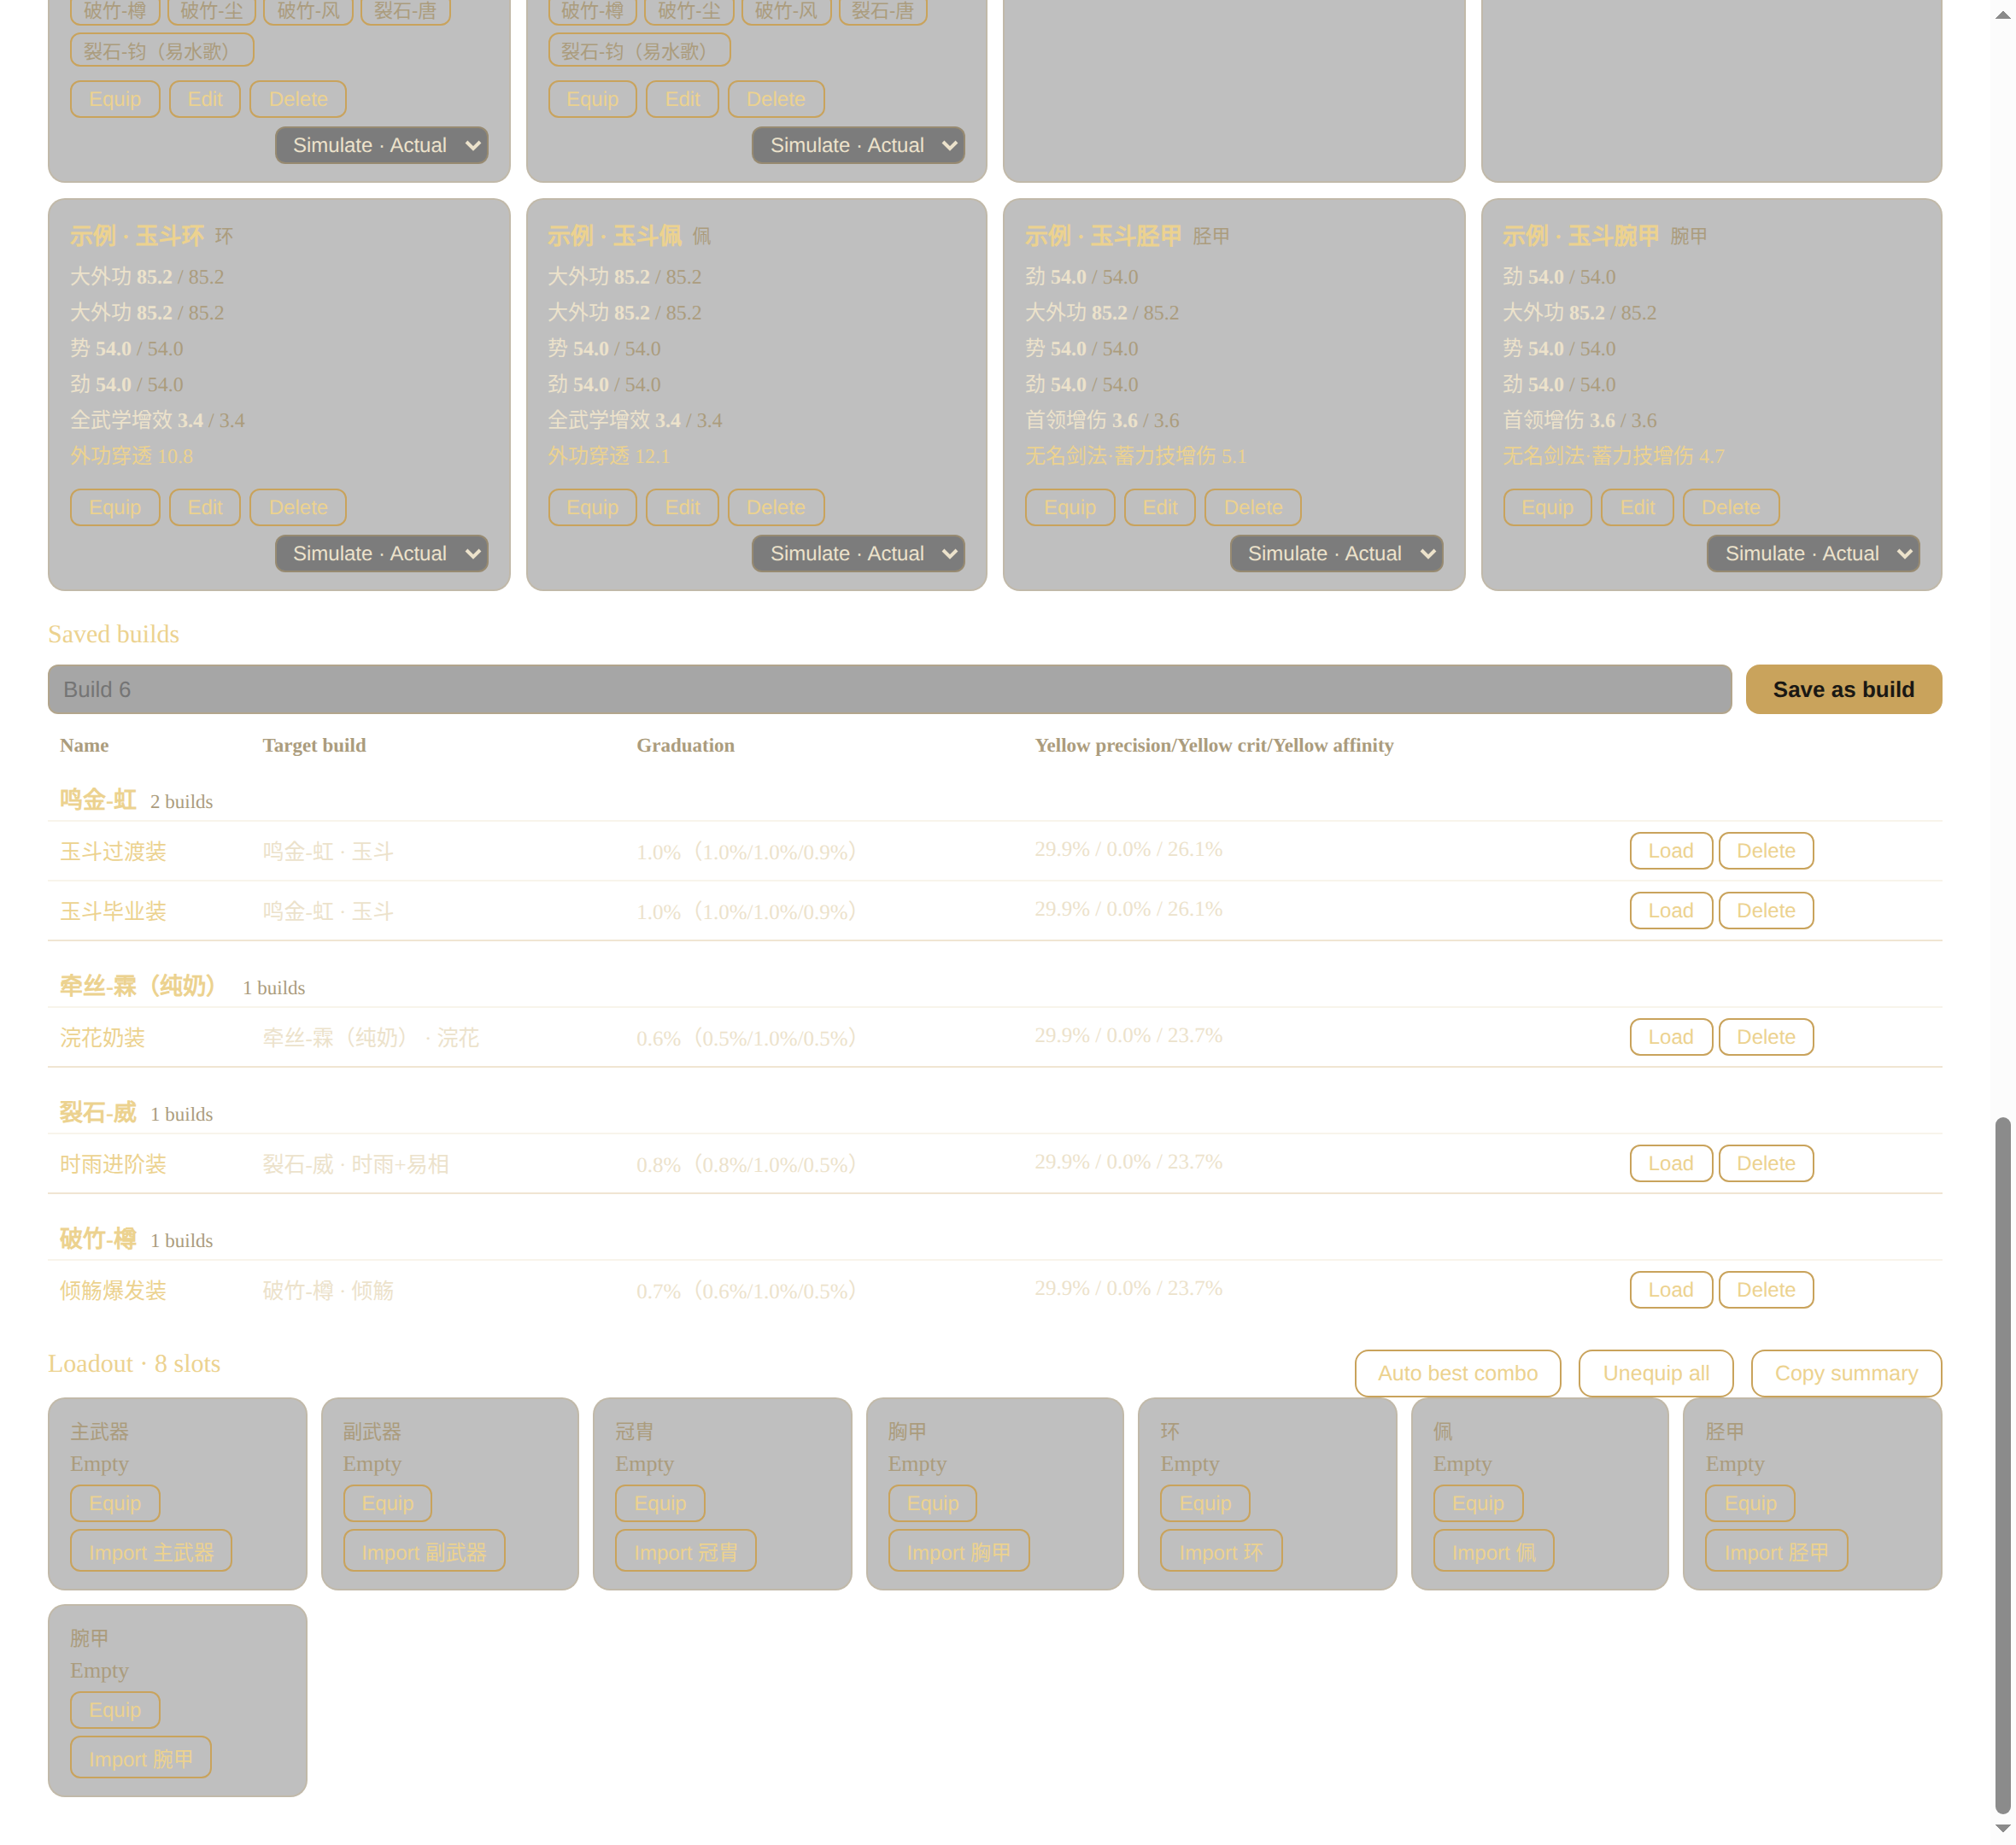 破竹-樽 破竹-尘 破竹-风 裂石-唐
裂石-钧（易水歌）
Equip Edit Delete
Simulate · Actual
破竹-樽 破竹-尘 破竹-风 裂石-唐
裂石-钧（易水歌）
Equip Edit Delete
Simulate · Actual
示例 · 玉斗环 环
大外功 85.2 / 85.2
大外功 85.2 / 85.2
势 54.0 / 54.0
劲 54.0 / 54.0
全武学增效 3.4 / 3.4
外功穿透 10.8
Equip Edit Delete
Simulate · Actual
示例 · 玉斗佩 佩
大外功 85.2 / 85.2
大外功 85.2 / 85.2
势 54.0 / 54.0
劲 54.0 / 54.0
全武学增效 3.4 / 3.4
外功穿透 12.1
Equip Edit Delete
Simulate · Actual
示例 · 玉斗胫甲 胫甲
劲 54.0 / 54.0
大外功 85.2 / 85.2
势 54.0 / 54.0
劲 54.0 / 54.0
首领增伤 3.6 / 3.6
无名剑法·蓄力技增伤 5.1
Equip Edit Delete
Simulate · Actual
示例 · 玉斗腕甲 腕甲
劲 54.0 / 54.0
大外功 85.2 / 85.2
势 54.0 / 54.0
劲 54.0 / 54.0
首领增伤 3.6 / 3.6
无名剑法·蓄力技增伤 4.7
Equip Edit Delete
Simulate · Actual
Saved builds
Build 6 Save as build
Name Target build Graduation Yellow precision/Yellow crit/Yellow affinity
鸣金-虹 2 builds
玉斗过渡装 鸣金-虹 · 玉斗 1.0%（1.0%/1.0%/0.9%） 29.9% / 0.0% / 26.1% Load Delete
玉斗毕业装 鸣金-虹 · 玉斗 1.0%（1.0%/1.0%/0.9%） 29.9% / 0.0% / 26.1% Load Delete
牵丝-霖（纯奶） 1 builds
浣花奶装 牵丝-霖（纯奶） · 浣花 0.6%（0.5%/1.0%/0.5%） 29.9% / 0.0% / 23.7% Load Delete
裂石-威 1 builds
时雨进阶装 裂石-威 · 时雨+易相 0.8%（0.8%/1.0%/0.5%） 29.9% / 0.0% / 23.7% Load Delete
破竹-樽 1 builds
倾觞爆发装 破竹-樽 · 倾觞 0.7%（0.6%/1.0%/0.5%） 29.9% / 0.0% / 23.7% Load Delete
Loadout · 8 slots Auto best combo Unequip all Copy summary
主武器
Empty
Equip
Import 主武器
副武器
Empty
Equip
Import 副武器
冠胄
Empty
Equip
Import 冠胄
胸甲
Empty
Equip
Import 胸甲
环
Empty
Equip
Import 环
佩
Empty
Equip
Import 佩
胫甲
Empty
Equip
Import 胫甲
腕甲
Empty
Equip
Import 腕甲